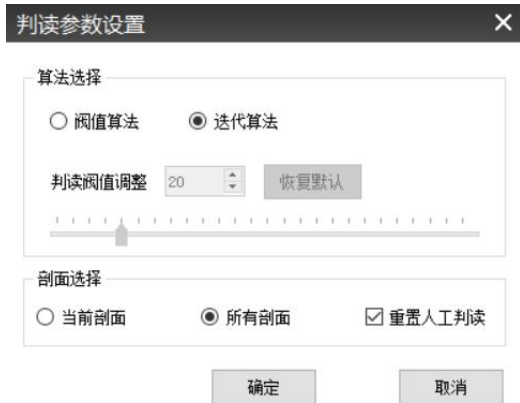 判读参数设置
算法选择
阀值算法 迭代算法
判读阀值调整 20 恢复默认
剖面选择
当前剖面 所有剖面 重置人工判读
确定 取消